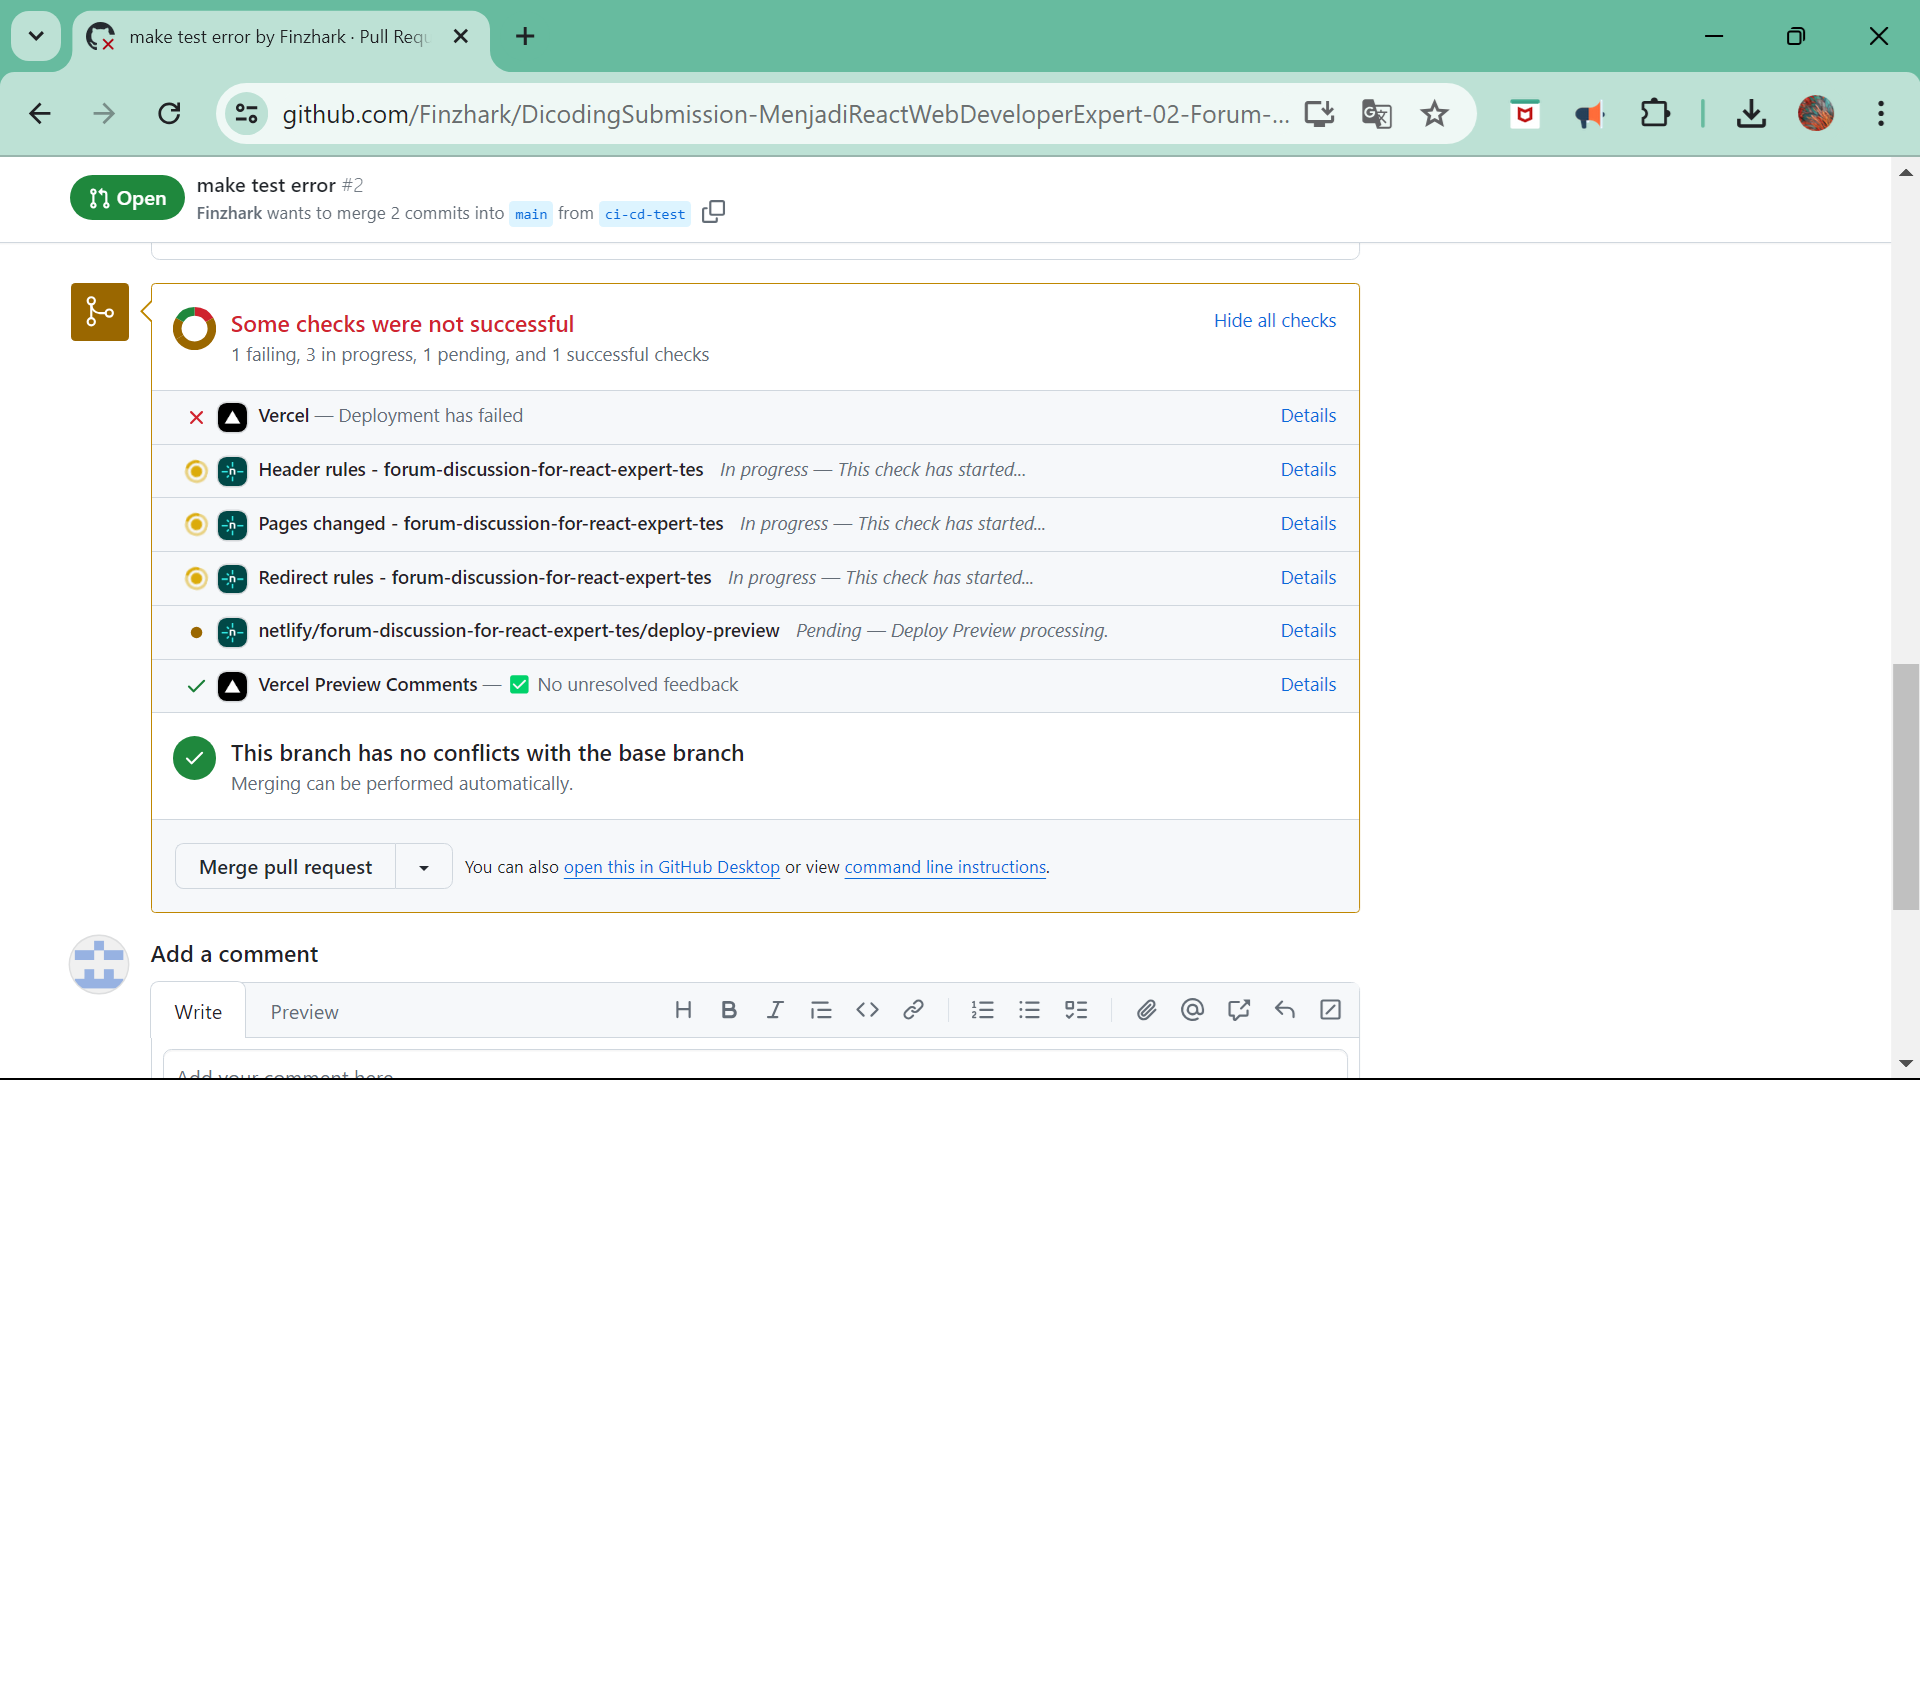 make test error by Finzhark · Pull Requ
github.com/Finzhark/DicodingSubmission-MenjadiReactWebDeveloperExpert-02-Forum-...
Open
make test error #2
Finzhark wants to merge 2 commits into main from ci-cd-test
Some checks were not successful
Hide all checks
1 failing, 3 in progress, 1 pending, and 1 successful checks
Vercel — Deployment has failed Details
Header rules - forum-discussion-for-react-expert-tes In progress — This check has started... Details
Pages changed - forum-discussion-for-react-expert-tes In progress — This check has started... Details
Redirect rules - forum-discussion-for-react-expert-tes In progress — This check has started... Details
netlify/forum-discussion-for-react-expert-tes/deploy-preview Pending — Deploy Preview processing. Details
Vercel Preview Comments — ✅ No unresolved feedback Details
This branch has no conflicts with the base branch
Merging can be performed automatically.
Merge pull request You can also open this in GitHub Desktop or view command line instructions.
Add a comment
Write Preview
Add your comment here